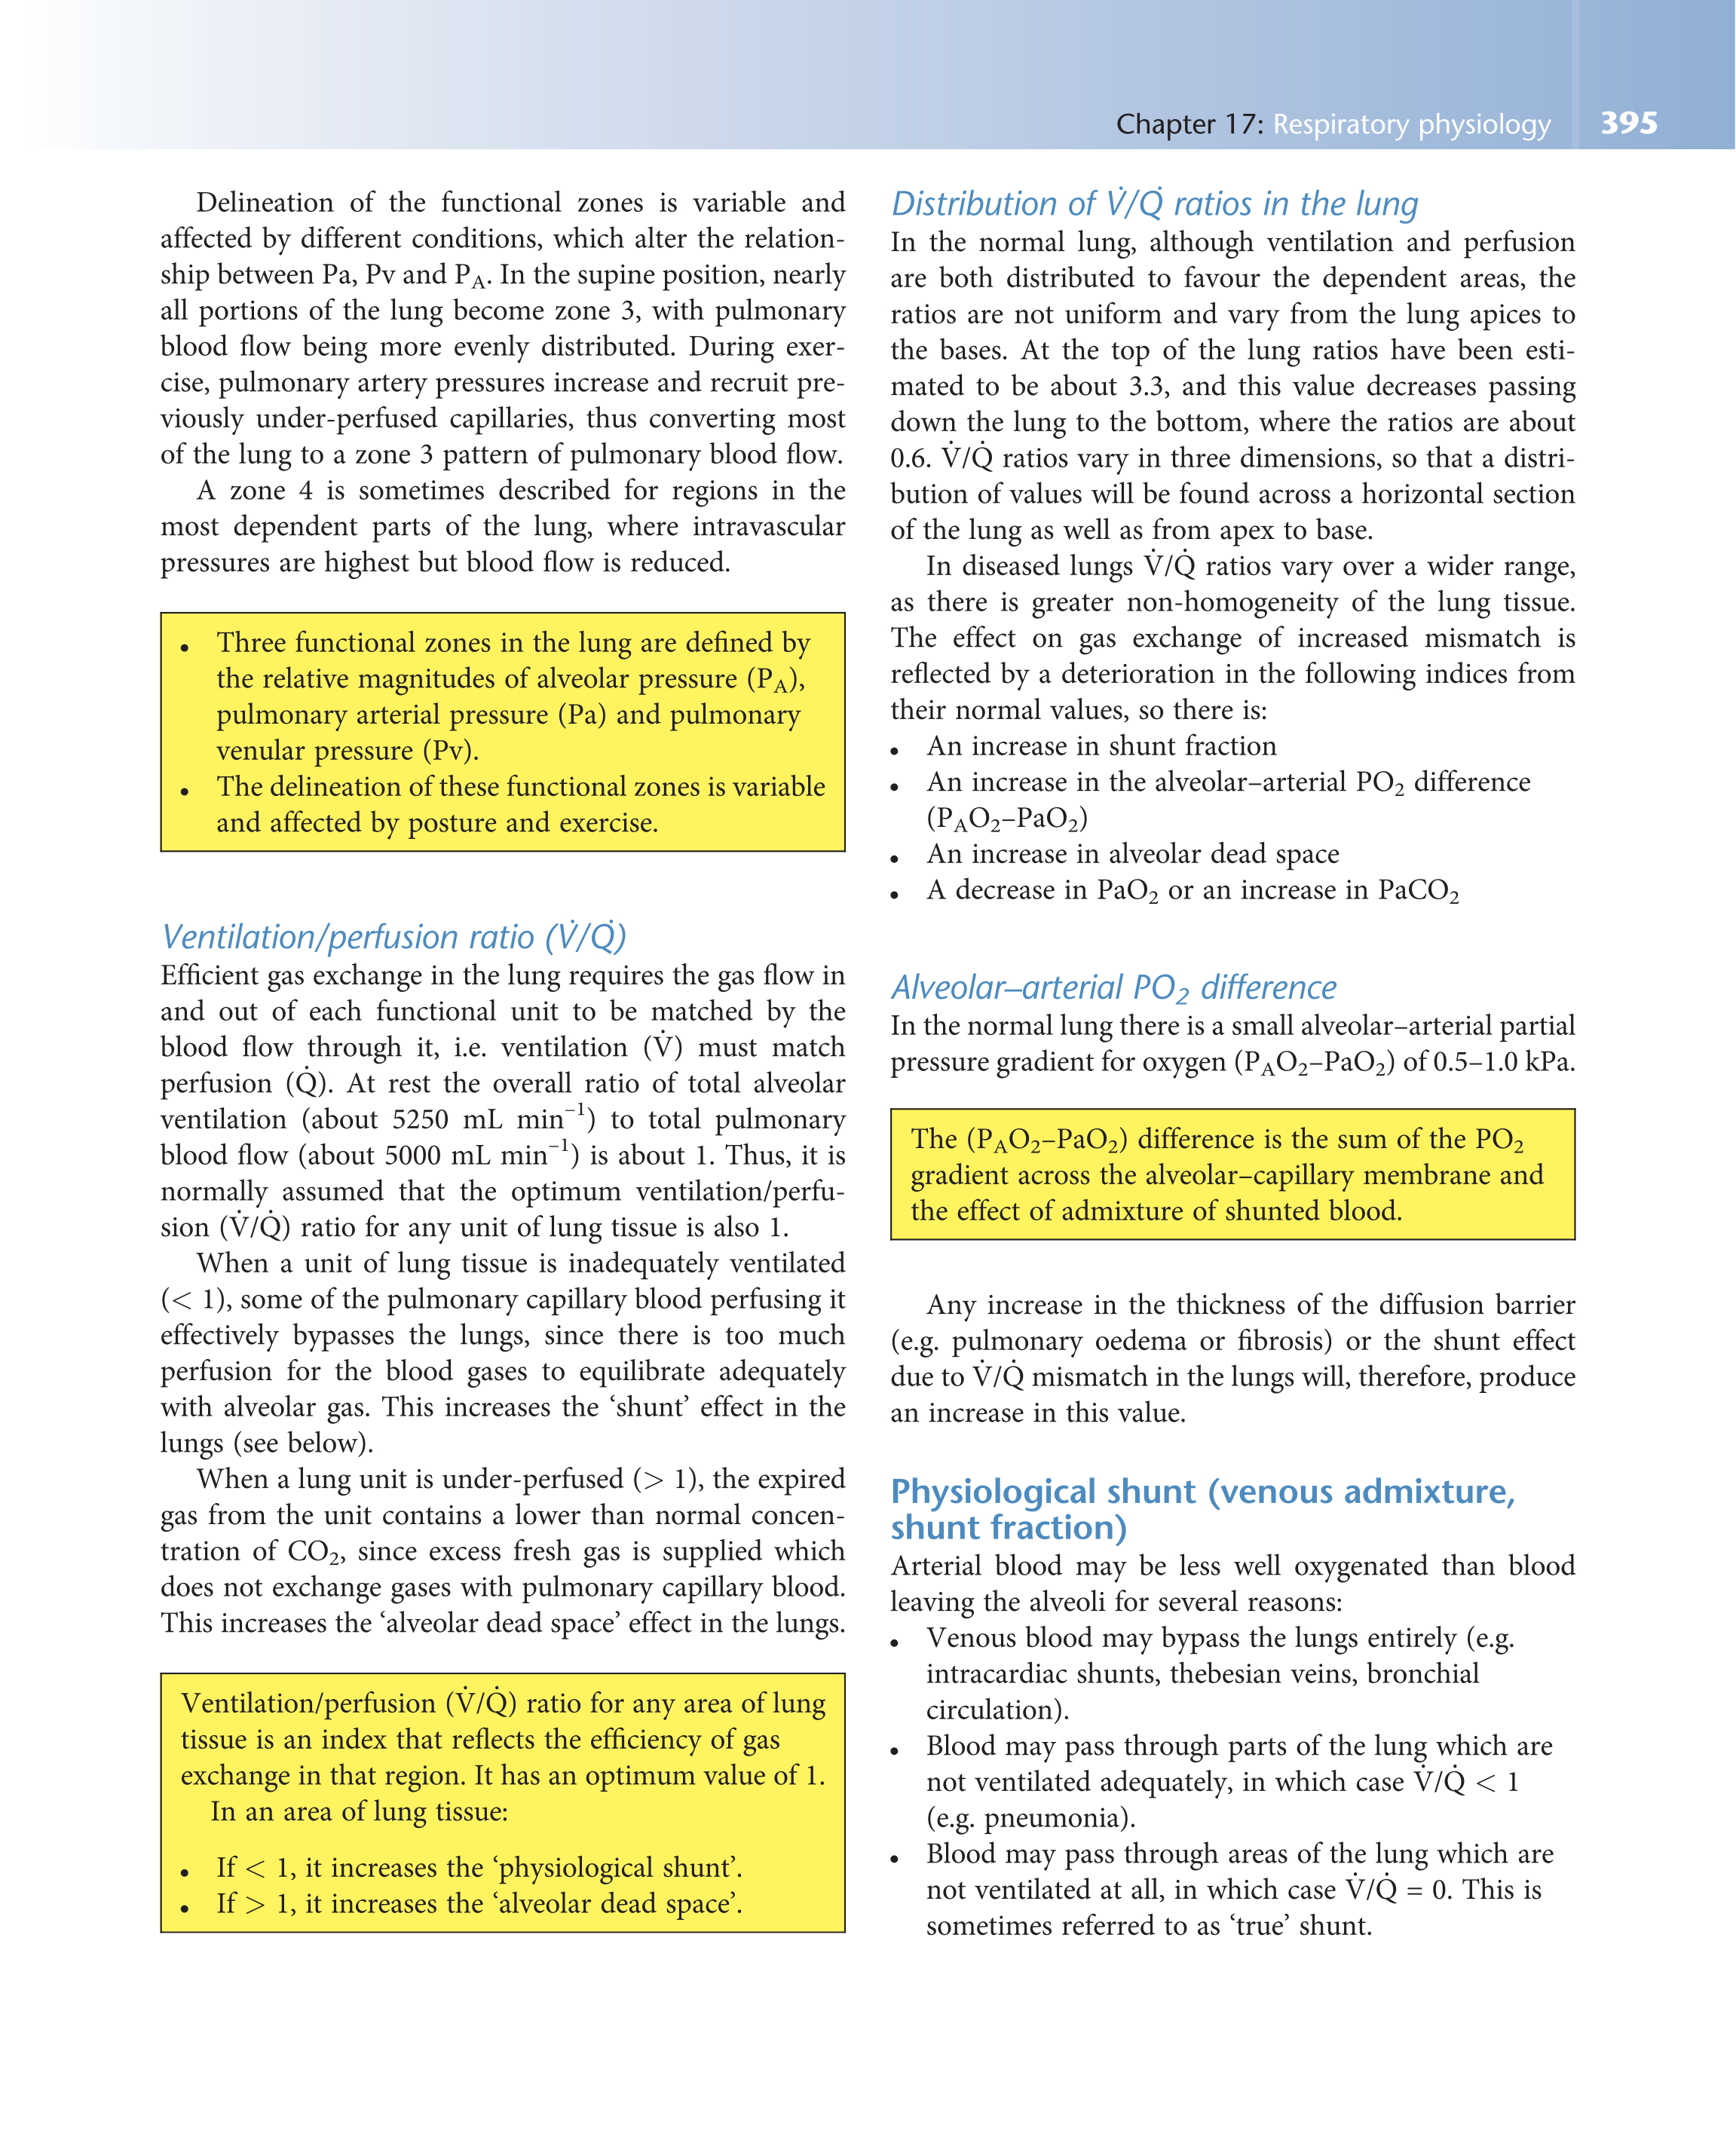 Chapter 17: Respiratory physiology 395
Delineation of the functional zones is variable and
affected by different conditions, which alter the relation-
ship between Pa, Pv and PA. In the supine position, nearly
all portions of the lung become zone 3, with pulmonary
blood flow being more evenly distributed. During exer-
cise, pulmonary artery pressures increase and recruit pre-
viously under-perfused capillaries, thus converting most
of the lung to a zone 3 pattern of pulmonary blood flow.
A zone 4 is sometimes described for regions in the
most dependent parts of the lung, where intravascular
pressures are highest but blood flow is reduced.
• Three functional zones in the lung are defined by
the relative magnitudes of alveolar pressure (PA),
pulmonary arterial pressure (Pa) and pulmonary
venular pressure (Pv).
• The delineation of these functional zones is variable
and affected by posture and exercise.
Ventilation/perfusion ratio (V̇/Q̇)
Efficient gas exchange in the lung requires the gas flow in
and out of each functional unit to be matched by the
blood flow through it, i.e. ventilation (V̇) must match
perfusion (Q̇). At rest the overall ratio of total alveolar
ventilation (about 5250 mL min⁻¹) to total pulmonary
blood flow (about 5000 mL min⁻¹) is about 1. Thus, it is
normally assumed that the optimum ventilation/perfu-
sion (V̇/Q̇) ratio for any unit of lung tissue is also 1.
When a unit of lung tissue is inadequately ventilated
(< 1), some of the pulmonary capillary blood perfusing it
effectively bypasses the lungs, since there is too much
perfusion for the blood gases to equilibrate adequately
with alveolar gas. This increases the ‘shunt’ effect in the
lungs (see below).
When a lung unit is under-perfused (> 1), the expired
gas from the unit contains a lower than normal concen-
tration of CO₂, since excess fresh gas is supplied which
does not exchange gases with pulmonary capillary blood.
This increases the ‘alveolar dead space’ effect in the lungs.
Ventilation/perfusion (V̇/Q̇) ratio for any area of lung
tissue is an index that reflects the efficiency of gas
exchange in that region. It has an optimum value of 1.
In an area of lung tissue:
• If < 1, it increases the ‘physiological shunt’.
• If > 1, it increases the ‘alveolar dead space’.
Distribution of V̇/Q̇ ratios in the lung
In the normal lung, although ventilation and perfusion
are both distributed to favour the dependent areas, the
ratios are not uniform and vary from the lung apices to
the bases. At the top of the lung ratios have been esti-
mated to be about 3.3, and this value decreases passing
down the lung to the bottom, where the ratios are about
0.6. V̇/Q̇ ratios vary in three dimensions, so that a distri-
bution of values will be found across a horizontal section
of the lung as well as from apex to base.
In diseased lungs V̇/Q̇ ratios vary over a wider range,
as there is greater non-homogeneity of the lung tissue.
The effect on gas exchange of increased mismatch is
reflected by a deterioration in the following indices from
their normal values, so there is:
• An increase in shunt fraction
• An increase in the alveolar–arterial PO₂ difference
(PAO₂–PaO₂)
• An increase in alveolar dead space
• A decrease in PaO₂ or an increase in PaCO₂
Alveolar–arterial PO₂ difference
In the normal lung there is a small alveolar–arterial partial
pressure gradient for oxygen (PAO₂–PaO₂) of 0.5–1.0 kPa.
The (PAO₂–PaO₂) difference is the sum of the PO₂
gradient across the alveolar–capillary membrane and
the effect of admixture of shunted blood.
Any increase in the thickness of the diffusion barrier
(e.g. pulmonary oedema or fibrosis) or the shunt effect
due to V̇/Q̇ mismatch in the lungs will, therefore, produce
an increase in this value.
Physiological shunt (venous admixture,
shunt fraction)
Arterial blood may be less well oxygenated than blood
leaving the alveoli for several reasons:
• Venous blood may bypass the lungs entirely (e.g.
intracardiac shunts, thebesian veins, bronchial
circulation).
• Blood may pass through parts of the lung which are
not ventilated adequately, in which case V̇/Q̇ < 1
(e.g. pneumonia).
• Blood may pass through areas of the lung which are
not ventilated at all, in which case V̇/Q̇ = 0. This is
sometimes referred to as ‘true’ shunt.